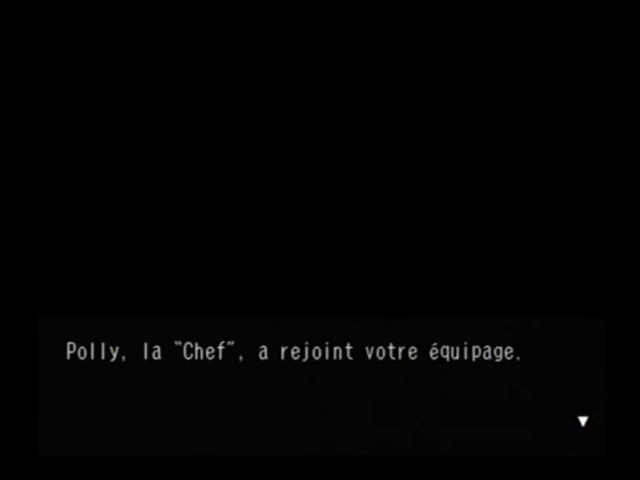 Polly, la "Chef", a rejoint votre équipage.